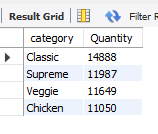 Result Grid Filter R
category Quantity
Classic 14888
Supreme 11987
Veggie 11649
Chicken 11050